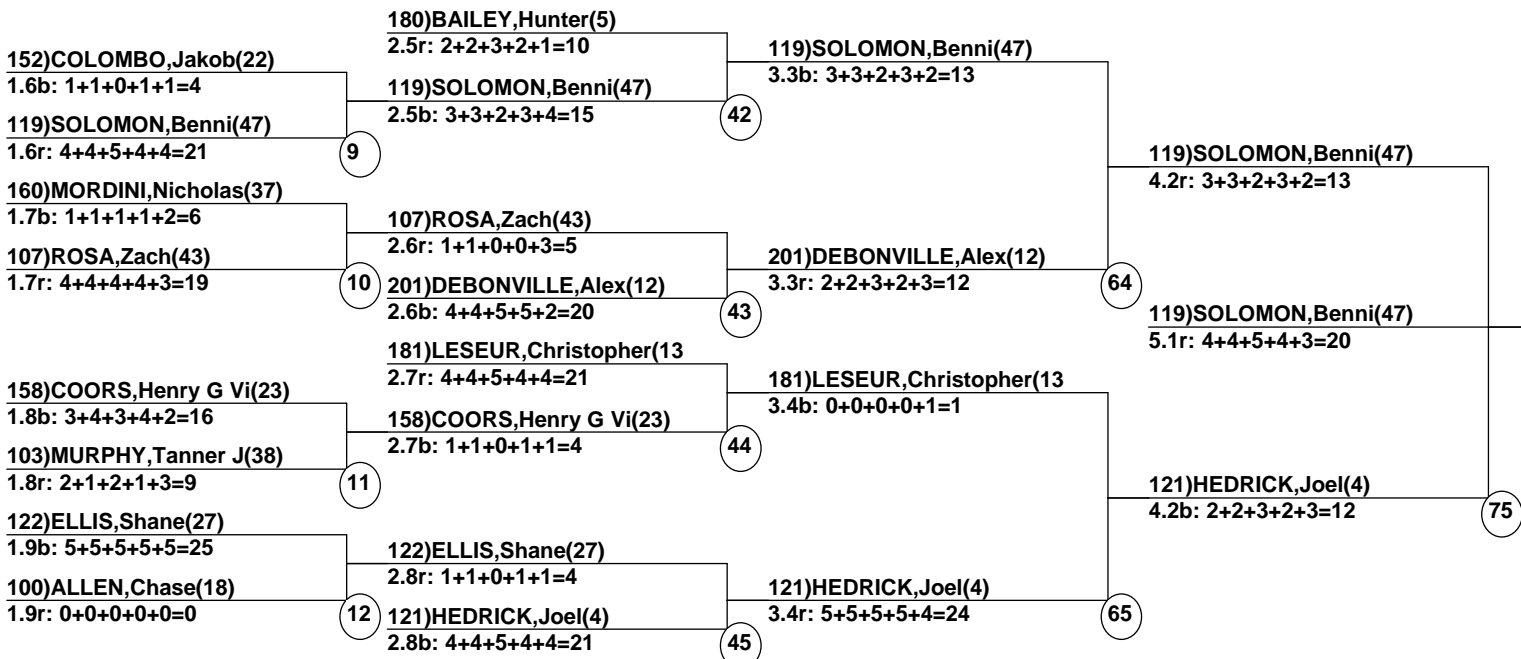 152)COLOMBO,Jakob(22)
1.6b: 1+1+0+1+1=4
119)SOLOMON,Benni(47)
1.6r: 4+4+5+4+4=21
9
160)MORDINI,Nicholas(37)
1.7b: 1+1+1+1+2=6
107)ROSA,Zach(43)
1.7r: 4+4+4+4+3=19
10
158)COORS,Henry G Vi(23)
1.8b: 3+4+3+4+2=16
103)MURPHY,Tanner J(38)
1.8r: 2+1+2+1+3=9
11
122)ELLIS,Shane(27)
1.9b: 5+5+5+5+5=25
100)ALLEN,Chase(18)
1.9r: 0+0+0+0+0=0
12
180)BAILEY,Hunter(5)
2.5r: 2+2+3+2+1=10
119)SOLOMON,Benni(47)
2.5b: 3+3+2+3+4=15
42
107)ROSA,Zach(43)
2.6r: 1+1+0+0+3=5
201)DEBONVILLE,Alex(12)
2.6b: 4+4+5+5+2=20
43
181)LESEUR,Christopher(13
2.7r: 4+4+5+4+4=21
158)COORS,Henry G Vi(23)
2.7b: 1+1+0+1+1=4
44
122)ELLIS,Shane(27)
2.8r: 1+1+0+1+1=4
121)HEDRICK,Joel(4)
2.8b: 4+4+5+4+4=21
45
119)SOLOMON,Benni(47)
3.3b: 3+3+2+3+2=13
201)DEBONVILLE,Alex(12)
3.3r: 2+2+3+2+3=12
64
181)LESEUR,Christopher(13
3.4b: 0+0+0+0+1=1
121)HEDRICK,Joel(4)
3.4r: 5+5+5+5+4=24
65
119)SOLOMON,Benni(47)
4.2r: 3+3+2+3+2=13
121)HEDRICK,Joel(4)
4.2b: 2+2+3+2+3=12
75
119)SOLOMON,Benni(47)
5.1r: 4+4+5+4+3=20